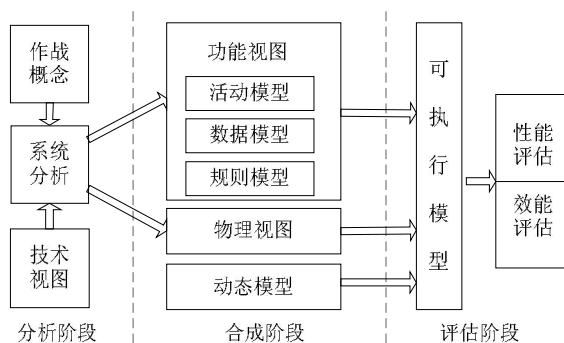 作战
概念
系统
分析
技术
视图
分析阶段
功能视图
活动模型
数据模型
规则模型
物理视图
动态模型
合成阶段
可
执
行
模
型
性能
评估
效能
评估
评估阶段